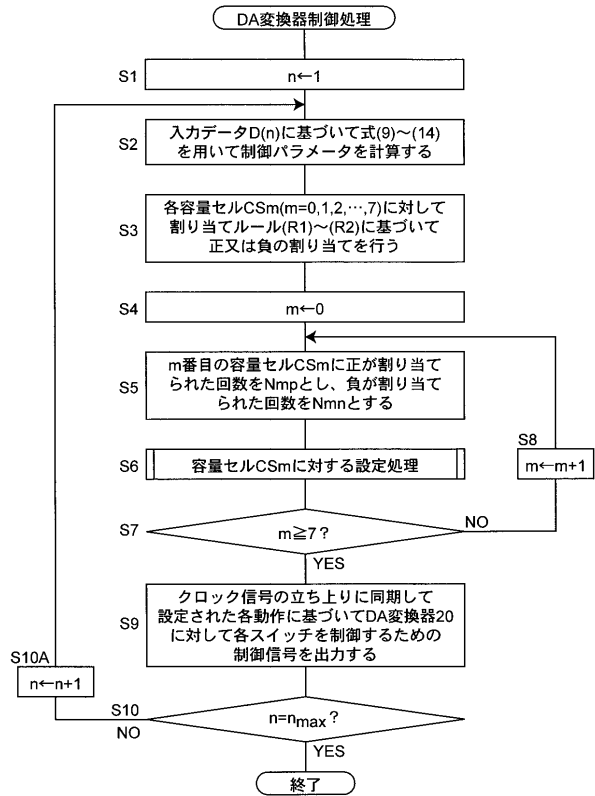 DA変換器制御処理
S1
n←1
S2
入力データD(n)に基づいて式(9)～(14)
を用いて制御パラメータを計算する
S3
各容量セルCSm(m=0,1,2,…,7)に対して
割り当てルール(R1)～(R2)に基づいて
正又は負の割り当てを行う
S4
m←0
S5
m番目の容量セルCSmに正が割り当て
られた回数をNmpとし、負が割り当て
られた回数をNmnとする
S6
容量セルCSmに対する設定処理
S8
m←m+1
S7
m≧7？
NO
YES
S9
クロック信号の立ち上りに同期して
設定された各動作に基づいてDA変換器20
に対して各スイッチを制御するための
制御信号を出力する
S10A
n←n+1
S10
n=nmax？
NO
YES
終了